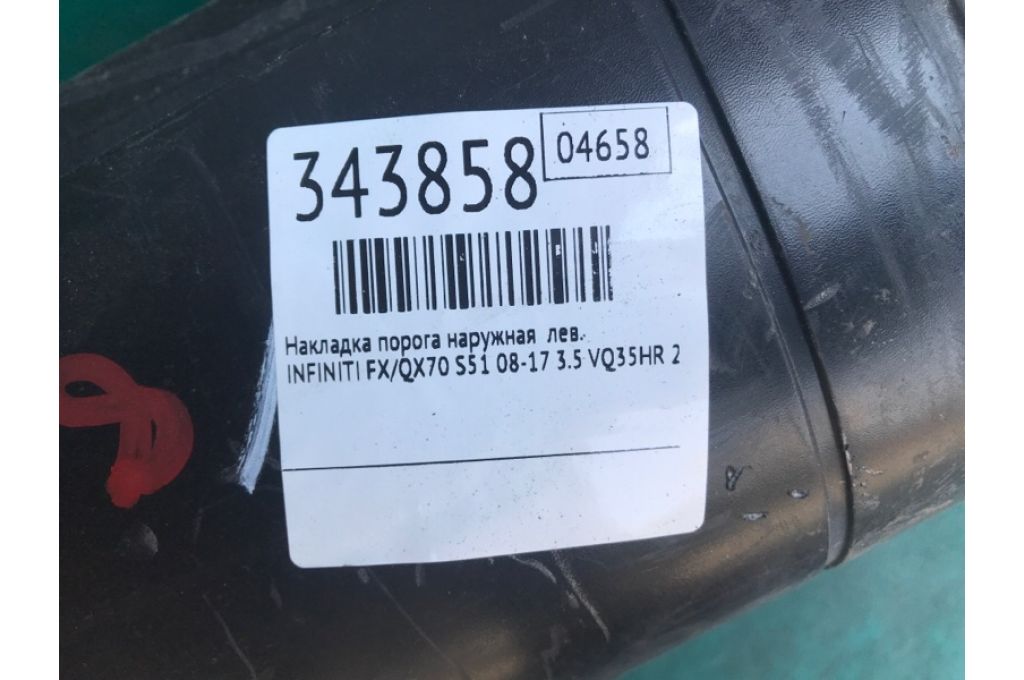 343858
04658
Накладка порога наружная лев.
INFINITI FX/QX70 S51 08-17 3.5 VQ35HR 2